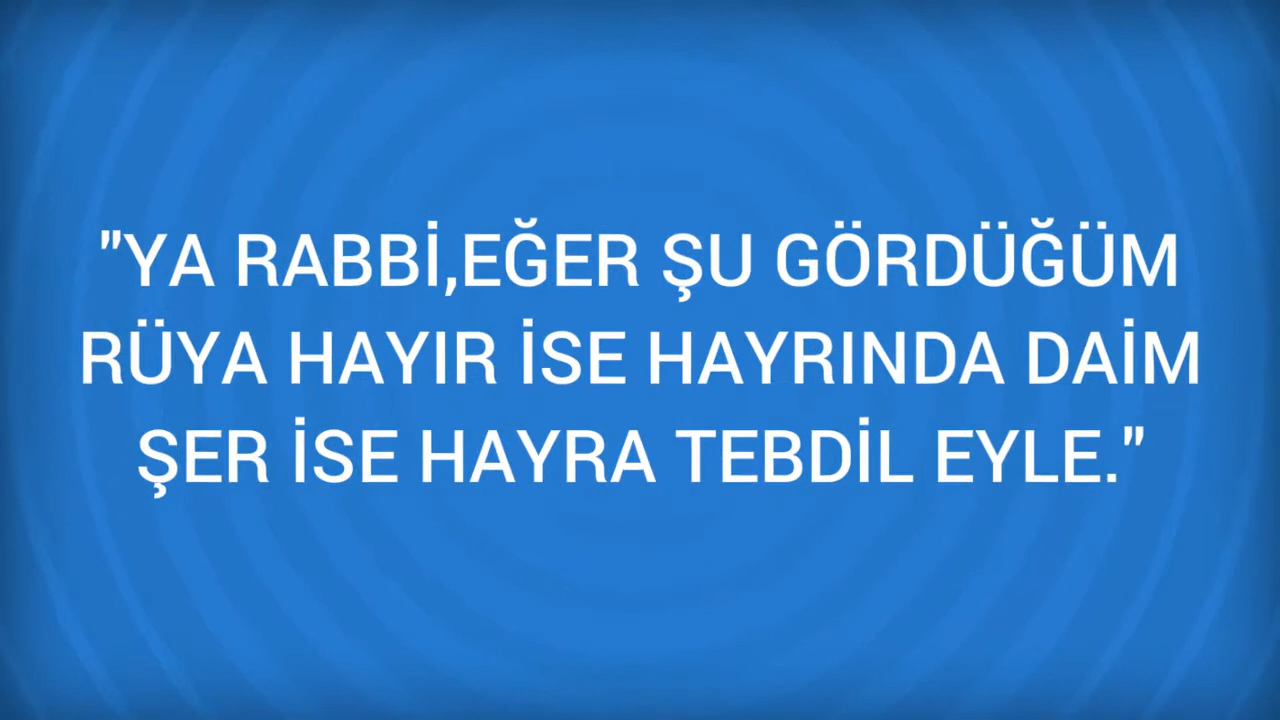 "YA RABBİ,EĞER ŞU GÖRDÜĞÜM
RÜYA HAYIR İSE HAYRINDA DAİM
ŞER İSE HAYRA TEBDİL EYLE."